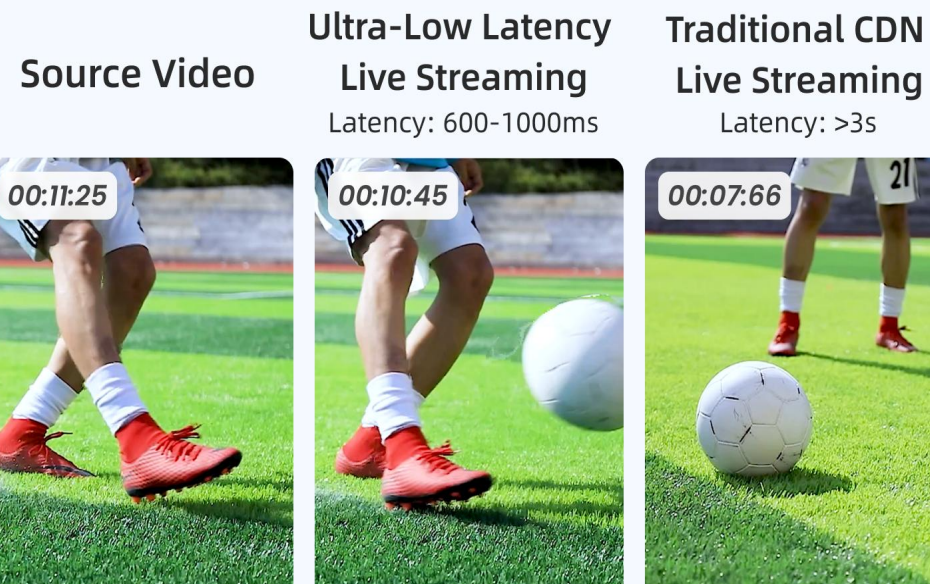 Source Video
Ultra-Low Latency
Live Streaming
Latency: 600-1000ms
Traditional CDN
Live Streaming
Latency: >3s
00:11:25
00:10:45
00:07:66
21